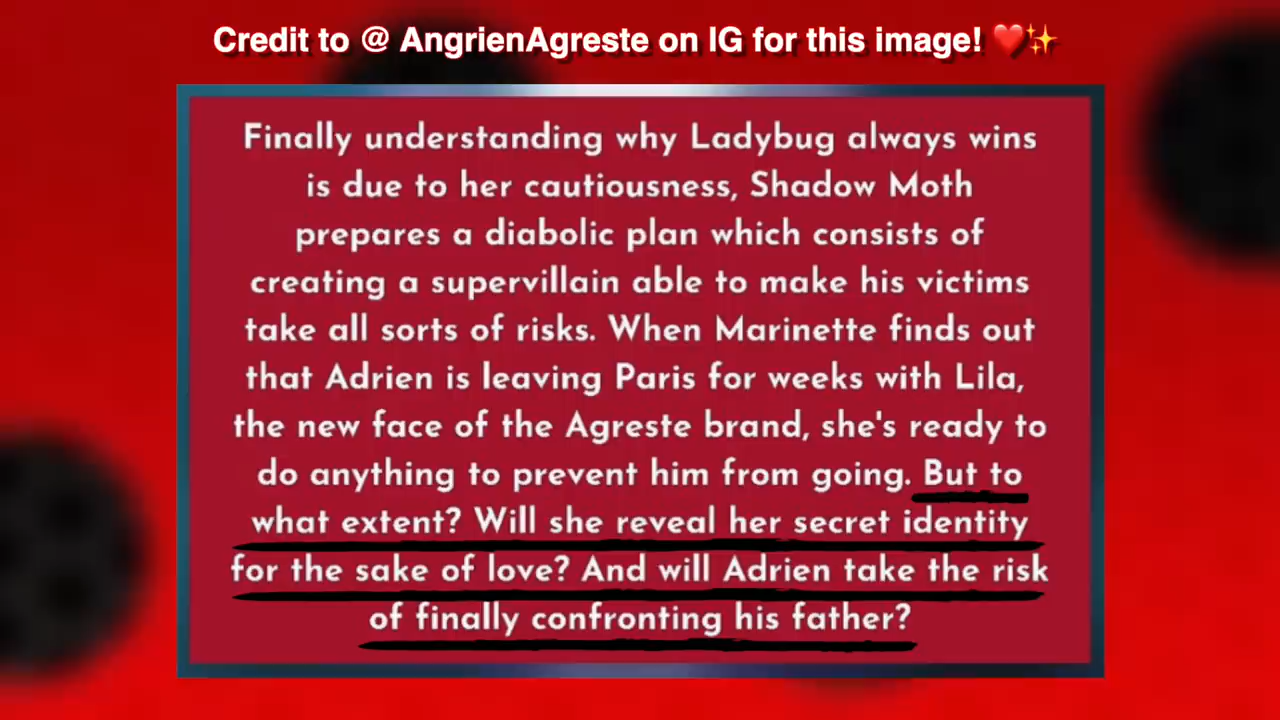 Credit to @ AngrienAgreste on IG for this image! ❤️✨
Finally understanding why Ladybug always wins
is due to her cautiousness, Shadow Moth
prepares a diabolic plan which consists of
creating a supervillain able to make his victims
take all sorts of risks. When Marinette finds out
that Adrien is leaving Paris for weeks with Lila,
the new face of the Agreste brand, she's ready to
do anything to prevent him from going. But to
what extent? Will she reveal her secret identity
for the sake of love? And will Adrien take the risk
of finally confronting his father?